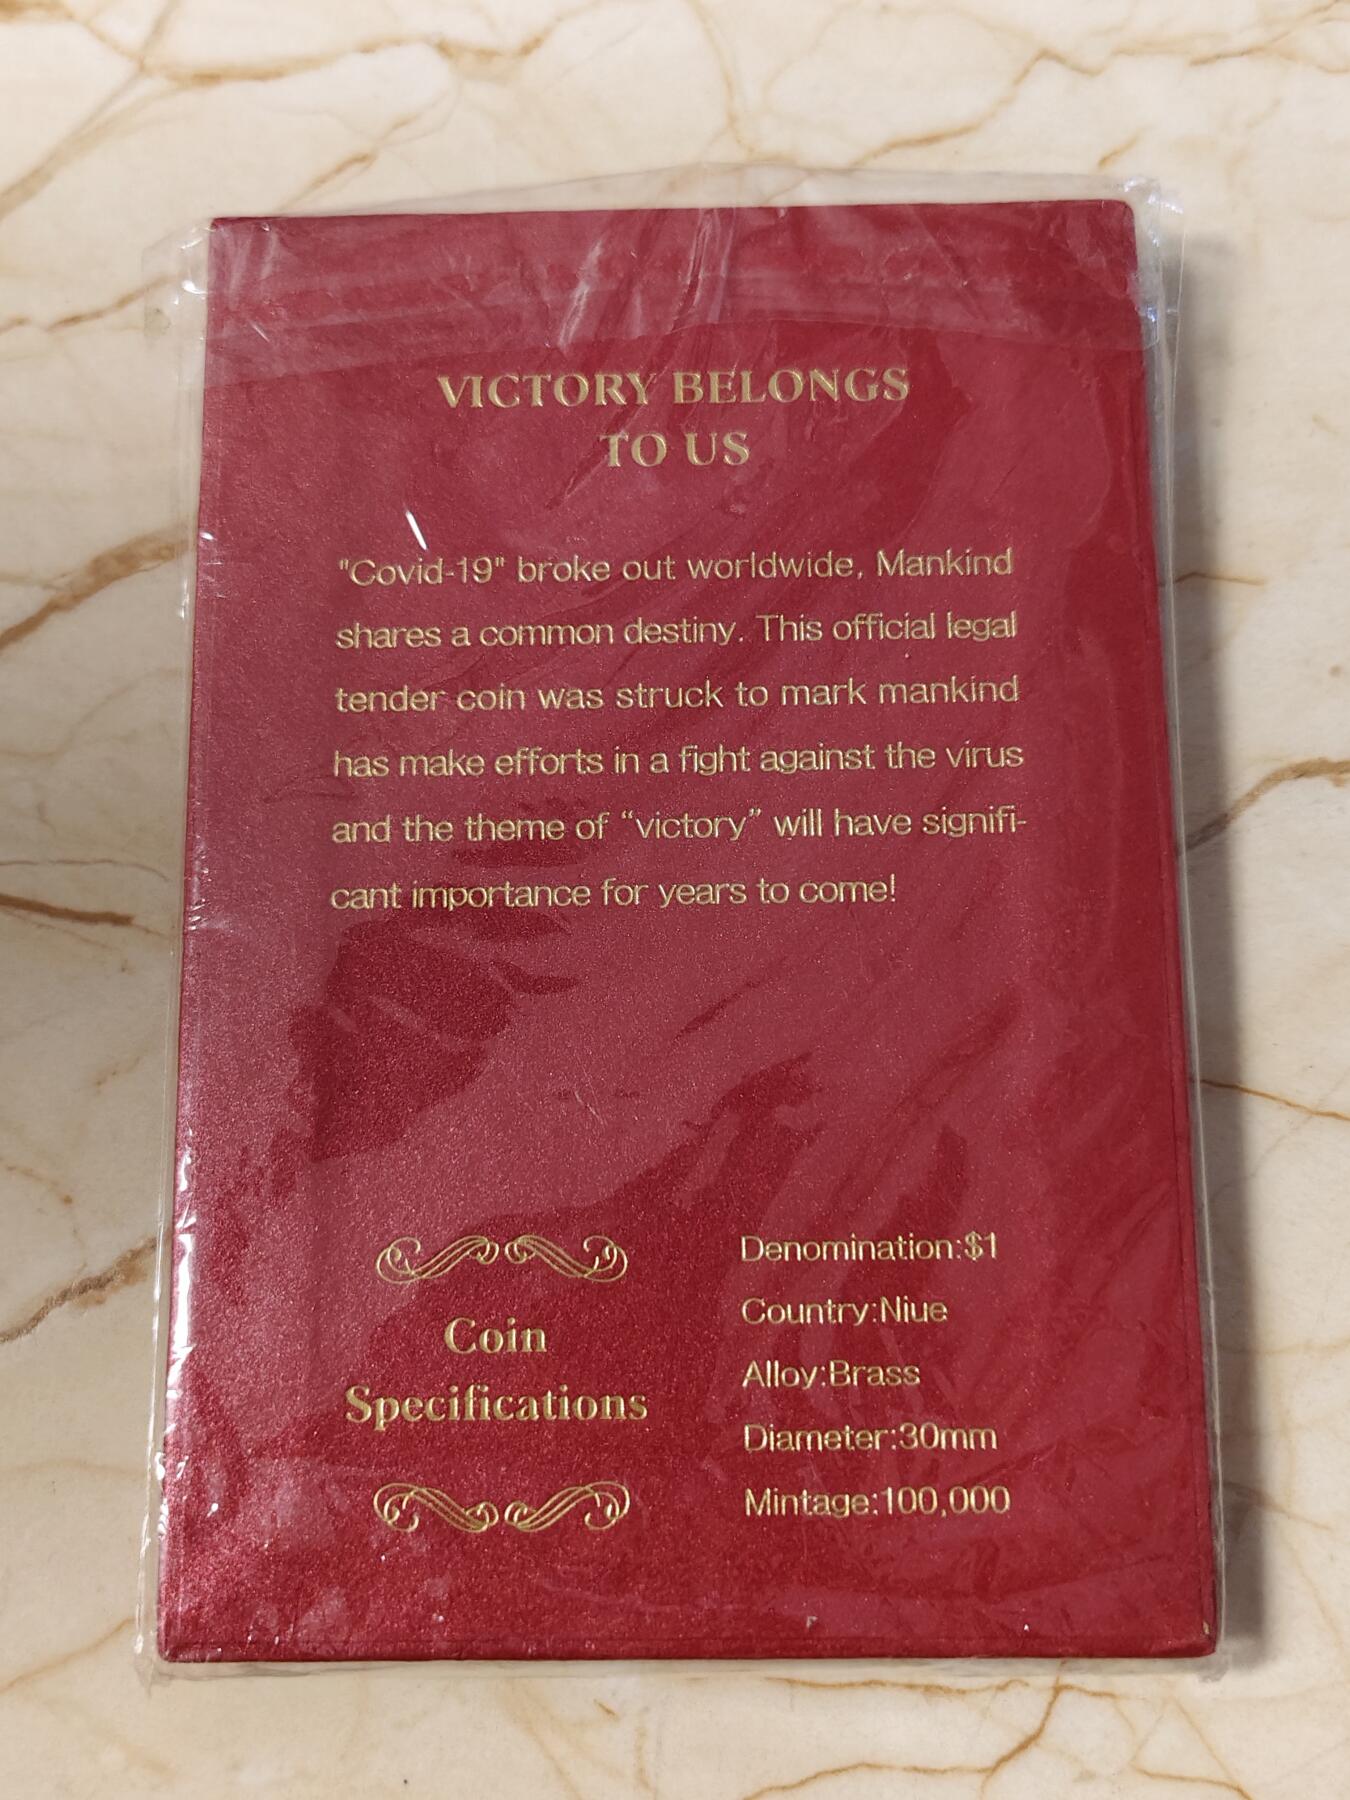 VICTORY BELONGS
TO US
"Covid-19" broke out worldwide, Mankind
shares a common destiny. This official legal
tender coin was struck to mark mankind
has make efforts in a fight against the virus
and the theme of “victory” will have signifi-
cant importance for years to come!
Coin
Specifications
Denomination:$1
Country:Niue
Alloy:Brass
Diameter:30mm
Mintage:100,000